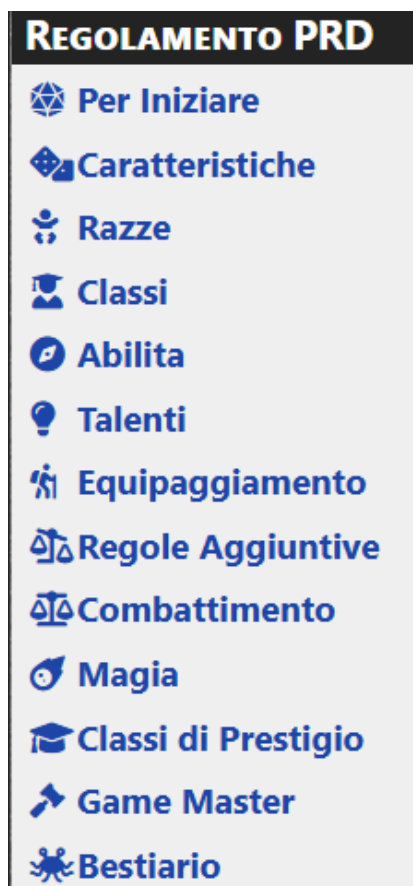 REGOLAMENTO PRD
Per Iniziare
Caratteristiche
Razze
Classi
Abilita
Talenti
Equipaggiamento
Regole Aggiuntive
Combattimento
Magia
Classi di Prestigio
Game Master
Bestiario